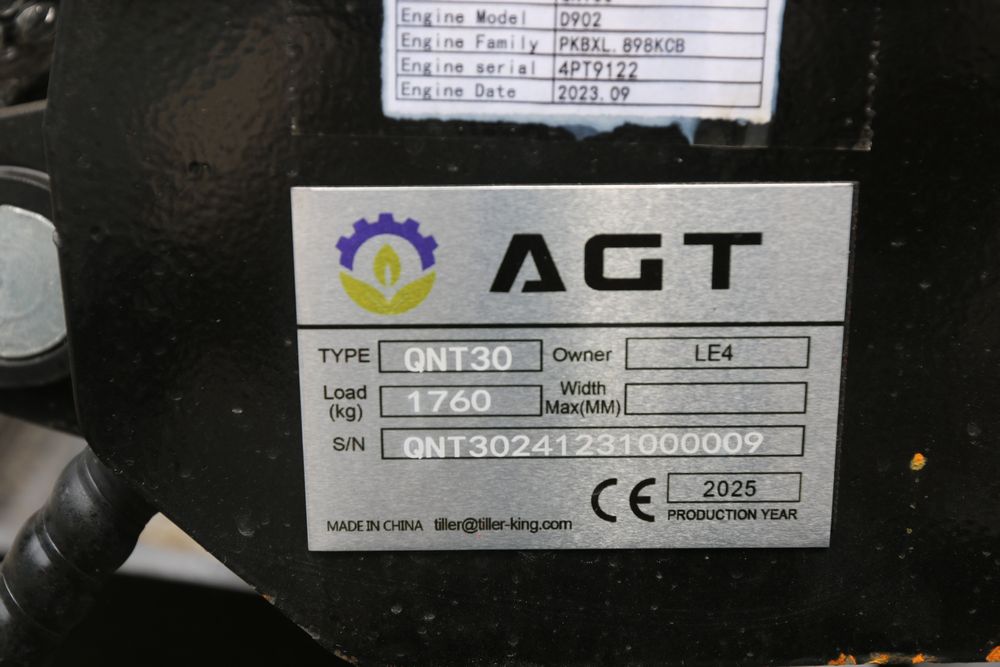 Engine Model D902
Engine Family PKBXL.898KCB
Engine serial 4PT9122
Engine Date 2023.09
AGT
TYPE QNT30 Owner LE4
Load (kg) 1760 Width Max(MM)
S/N QNT30241231000009
CE 2025
PRODUCTION YEAR
MADE IN CHINA tiller@tiller-king.com